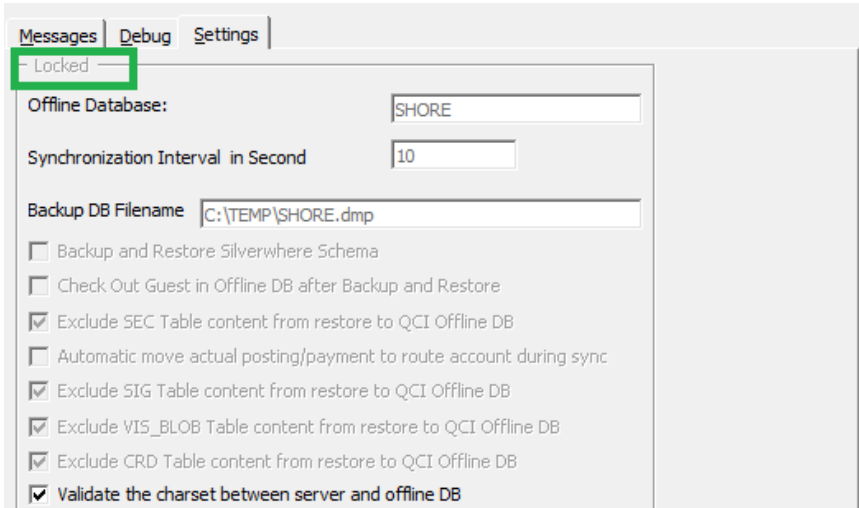 Messages Debug Settings
Locked
Offline Database: SHORE
Synchronization Interval in Second 10
Backup DB Filename C:\TEMP\SHORE.dmp
Backup and Restore Silverwhere Schema
Check Out Guest in Offline DB after Backup and Restore
Exclude SEC Table content from restore to QCI Offline DB
Automatic move actual posting/payment to route account during sync
Exclude SIG Table content from restore to QCI Offline DB
Exclude VIS_BLOB Table content from restore to QCI Offline DB
Exclude CRD Table content from restore to QCI Offline DB
Validate the charset between server and offline DB